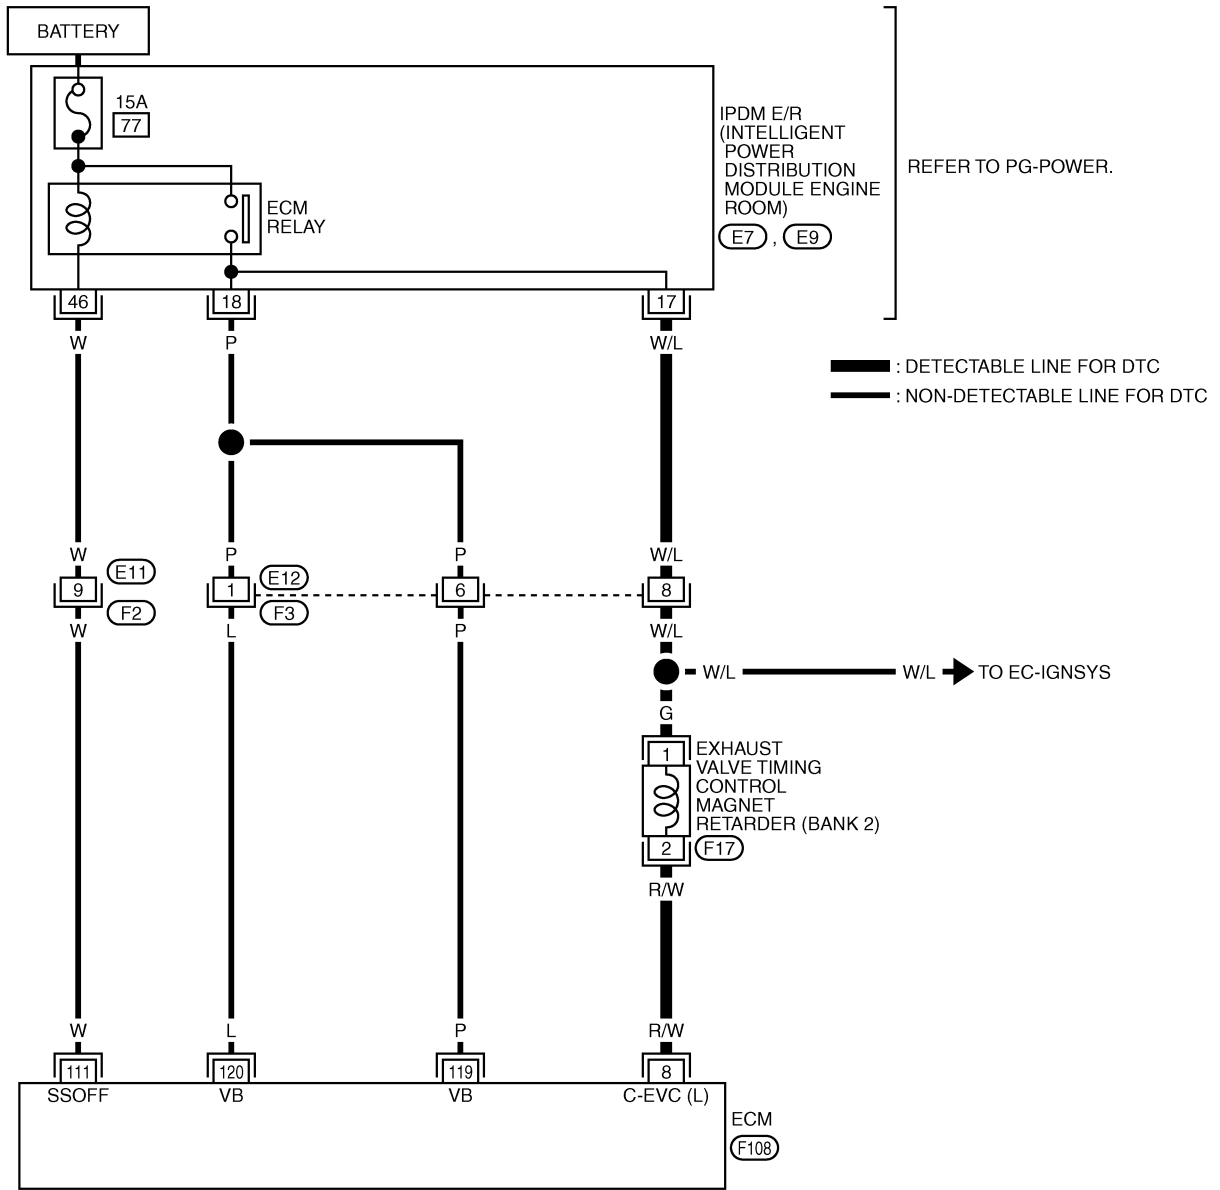 BATTERY
15A
77
IPDM E/R
(INTELLIGENT
POWER
DISTRIBUTION
MODULE ENGINE
ROOM)
E7 , E9
REFER TO PG-POWER.
ECM
RELAY
46 18 17
W P W/L
: DETECTABLE LINE FOR DTC
: NON-DETECTABLE LINE FOR DTC
W P P W/L
9 E11 1 E12 6 8
F2 F3
W L P W/L
W/L W/L TO EC-IGNSYS
G
1
EXHAUST
VALVE TIMING
CONTROL
MAGNET
RETARDER (BANK 2)
2 F17
R/W
W L P R/W
111 120 119 8
SSOFF VB VB C-EVC (L)
ECM
F108